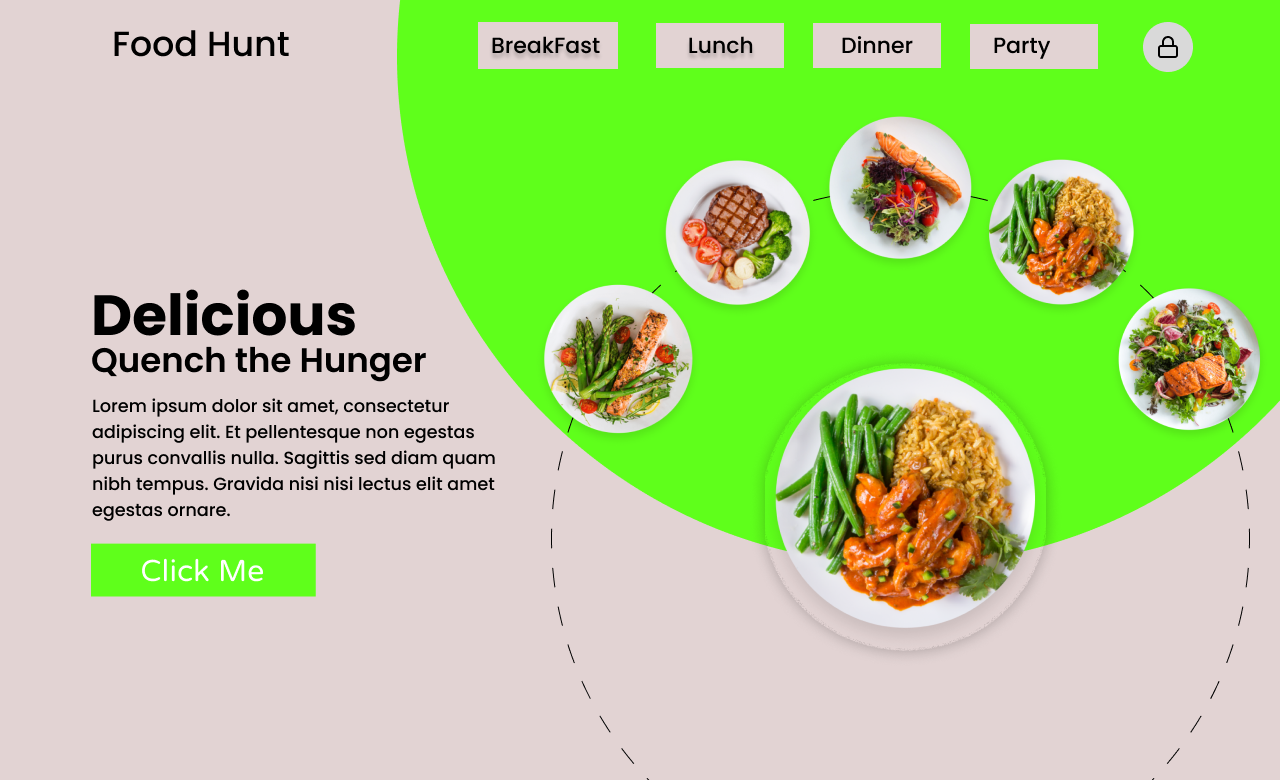 Food Hunt
BreakFast
Lunch
Dinner
Party
Delicious
Quench the Hunger
Lorem ipsum dolor sit amet, consectetur
adipiscing elit. Et pellentesque non egestas
purus convallis nulla. Sagittis sed diam quam
nibh tempus. Gravida nisi nisi lectus elit amet
egestas ornare.
Click Me